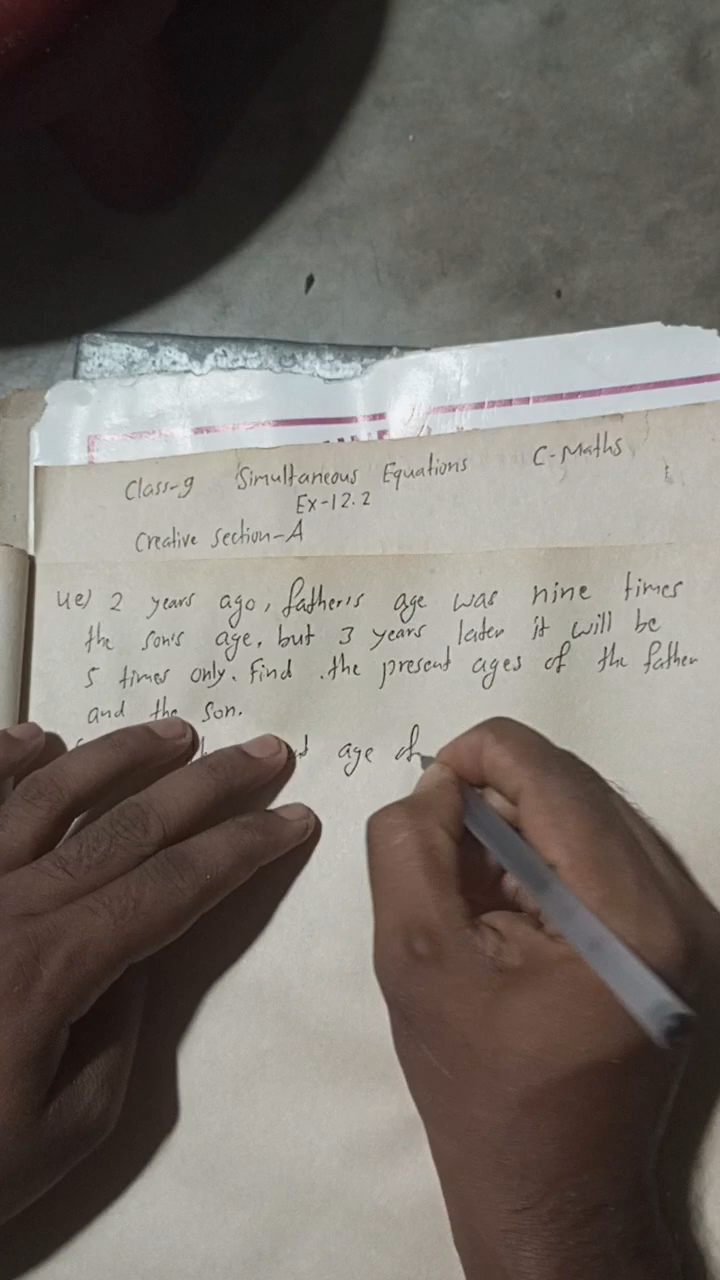 Class-9 Simultaneous Equations C-Maths
Ex-12.2
Creative section-A
4e) 2 years ago, father's age was nine times
the son's age, but 3 years later it will be
5 times only. Find the present ages of the father
and the son.
age of